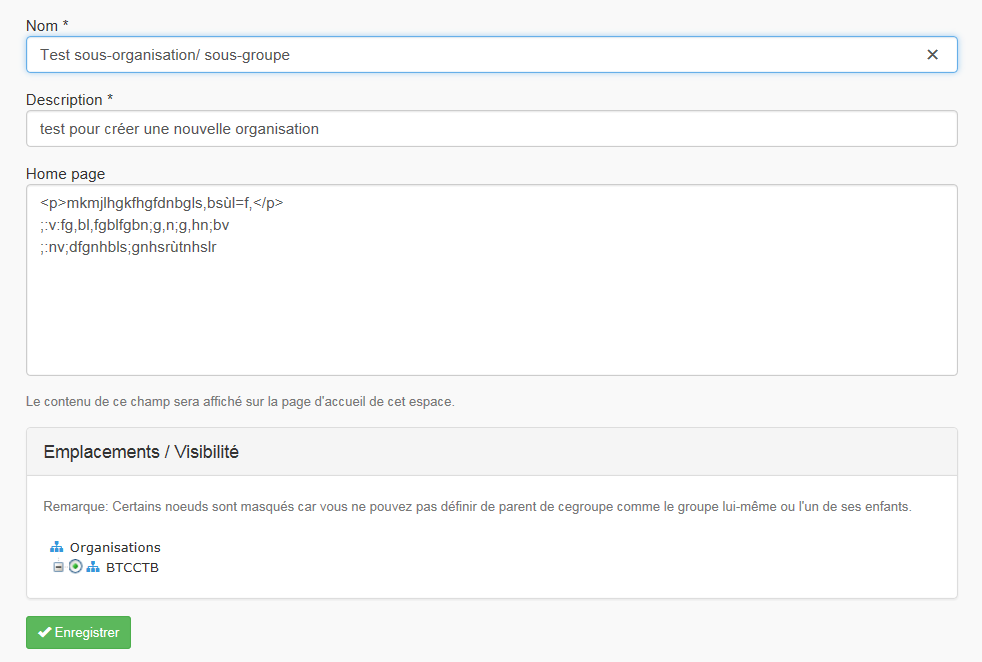 Nom *
Test sous-organisation/ sous-groupe
Description *
test pour créer une nouvelle organisation
Home page
<p>mkmjlhgkfhgfdnbgls,bsùl=f,</p>
;:v:fg,bl,fgblfgbn;g,n;g,hn;bv
;:nv;dfgnhbls;gnhsrùtnhslr
Le contenu de ce champ sera affiché sur la page d'accueil de cet espace.
Emplacements / Visibilité
Remarque: Certains noeuds sont masqués car vous ne pouvez pas définir de parent de cegroupe comme le groupe lui-même ou l'un de ses enfants.
Organisations
BTCCTB
Enregistrer